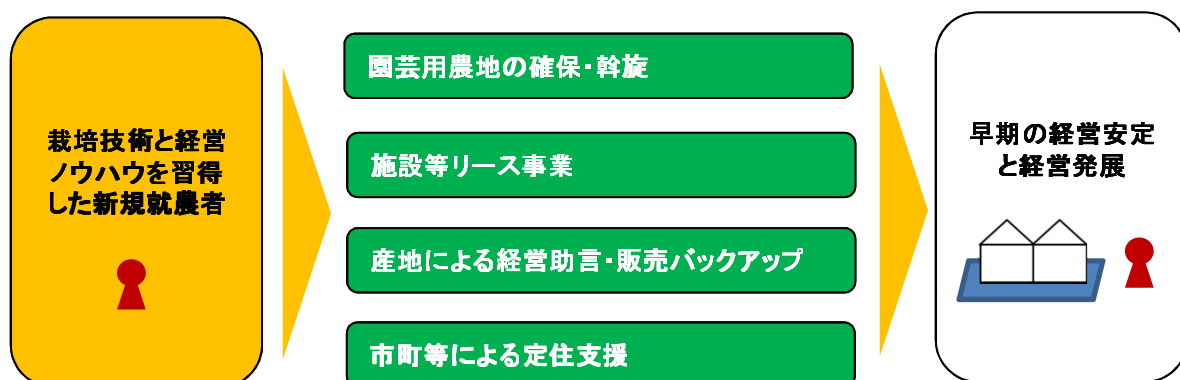 栽培技術と経営
ノウハウを習得
した新規就農者
園芸用農地の確保・斡旋
施設等リース事業
産地による経営助言・販売バックアップ
市町等による定住支援
早期の経営安定
と経営発展